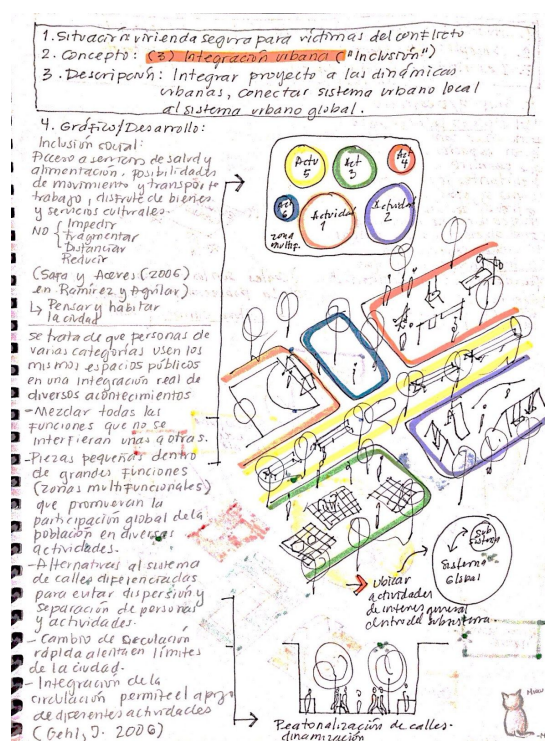 1. Situación: vivienda segura para víctimas del conflicto
2. Concepto: (3) Integración urbana ("Inclusión")
3. Descripción: Integrar proyecto a las dinámicas
urbanas, conectar sistema urbano local
al sistema urbano global.
4. Gráfico/Desarrollo:
Inclusión social:
Acceso a servicios de salud y
alimentación, posibilidades
de movimiento y transporte
trabajo, disfrute de bienes
y servicios culturales.
NO { Impedir
Fragmentar
Distanciar
Reducir
(Sara y Aceves (2006)
en Ramírez y Aguilar).
↳ Pensar y habitar
la ciudad
Se trata de que personas de
varias categorías usen los
mismos espacios públicos
en una integración real de
diversos acontecimientos
- Mezclar todas las
funciones que no se
interfieran unas a otras.
- Piezas pequeñas dentro
de grandes funciones
(zonas multifuncionales)
que promuevan la
participación global de la
población en diversas
actividades.
- Alternativas al sistema
de calles diferenciadas
para evitar dispersión y
separación de personas
y actividades.
- Cambio de circulación
rápida a lenta en límites
de la ciudad.
- Integración de la
circulación permite el apoyo
de diferentes actividades
(Gehl, J. 2006)
Actv
5
Act
3
Act
4
Act
6
Actividad
1
Actividad
2
zona
multif.
Sub
sistema
Sistema
Global
Ubicar
actividades
de interés general
dentro del subsistema
Peatonalización de calles-
dinamización